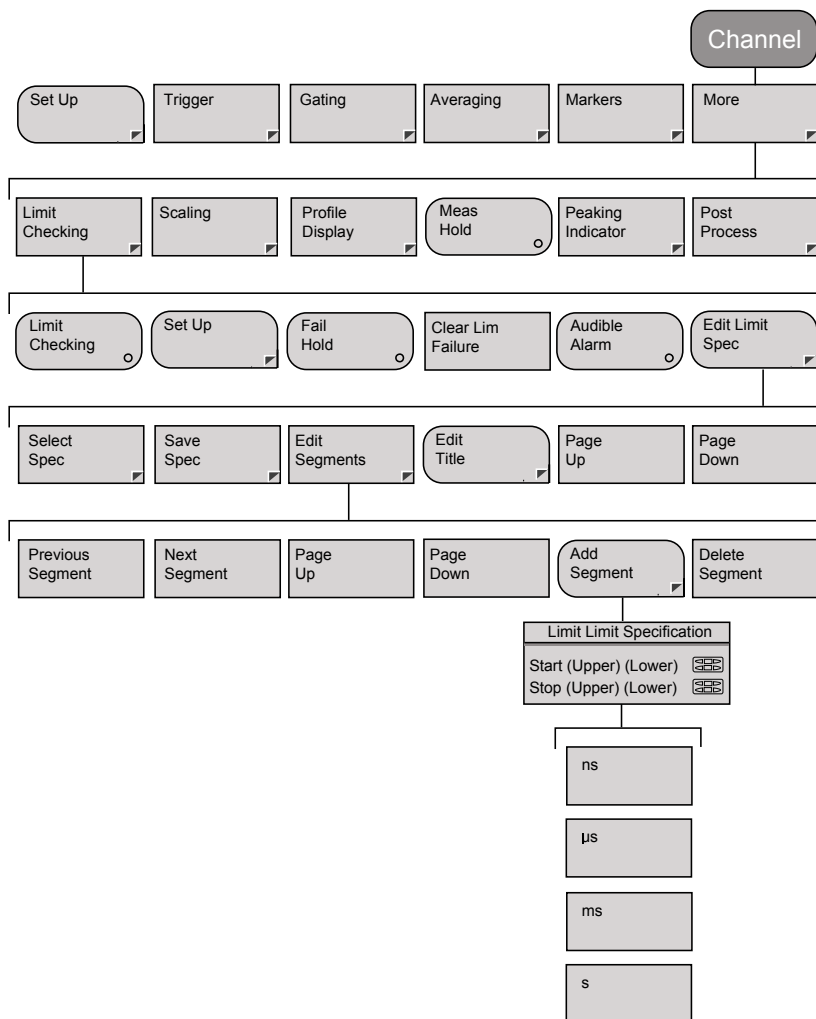 Channel
Set Up
Trigger
Gating
Averaging
Markers
More
Limit
Checking
Scaling
Profile
Display
Meas
Hold
Peaking
Indicator
Post
Process
Limit
Checking
Set Up
Fail
Hold
Clear Lim
Failure
Audible
Alarm
Edit Limit
Spec
Select
Spec
Save
Spec
Edit
Segments
Edit
Title
Page
Up
Page
Down
Previous
Segment
Next
Segment
Page
Up
Page
Down
Add
Segment
Delete
Segment
Limit Limit Specification
Start (Upper) (Lower)
Stop (Upper) (Lower)
ns
µs
ms
s